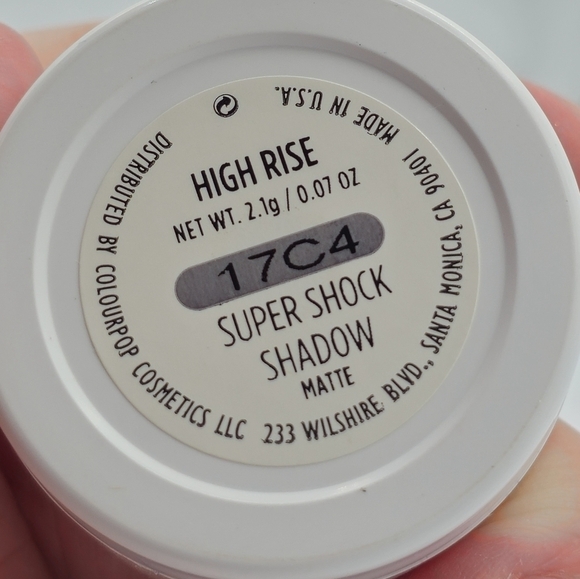 HIGH RISE
NET WT. 2.1g / 0.07 OZ
17C4
SUPER SHOCK
SHADOW
MATTE
DISTRIBUTED BY COLOURPOP COSMETICS LLC 233 WILSHIRE BLVD., SANTA MONICA, CA 90401 MADE IN U.S.A.